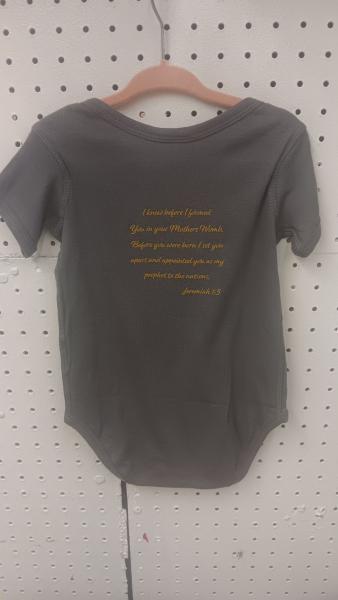 I knew before I formed
You in your Mothers Womb.
Before you were born I set you
apart and appointed you as my
prophet to the nations.
Jeremiah 1:5